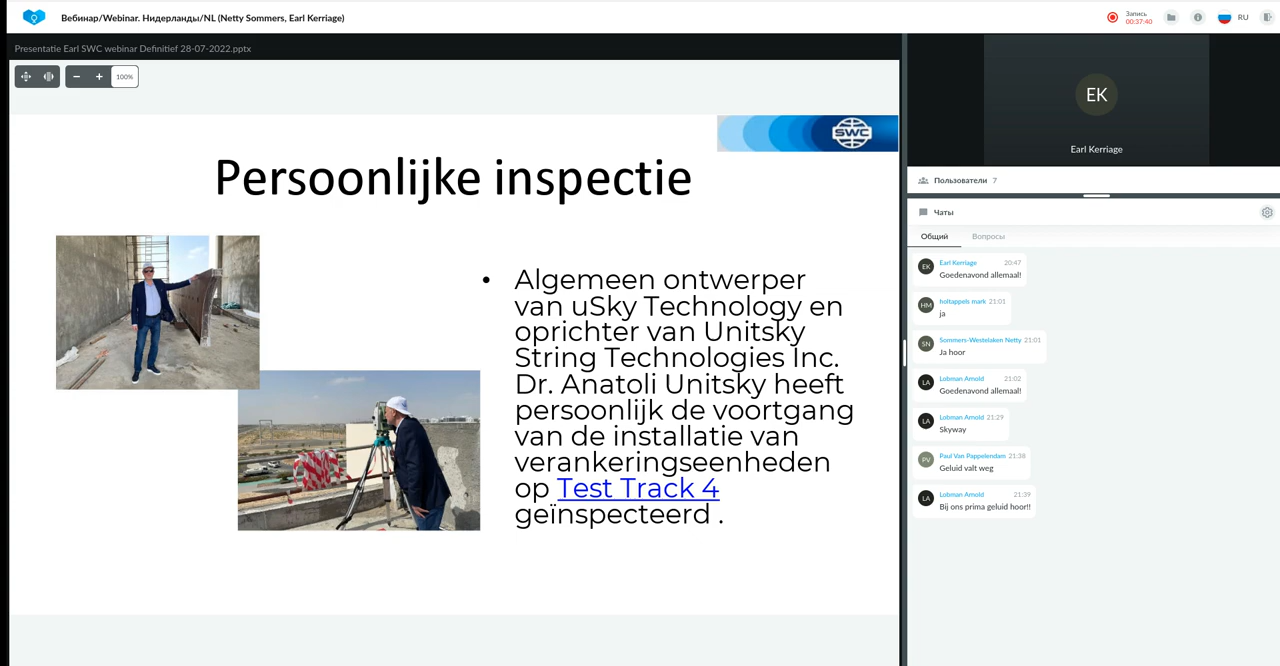 Вебинар/Webinar. Нидерланды/NL (Netty Sommers, Earl Kerriage)
Запись
00:37:40
RU
Presentatie Earl SWC webinar Definitief 28-07-2022.pptx
100%
SWC
Persoonlijke inspectie
• Algemeen ontwerper
van uSky Technology en
oprichter van Unitsky
String Technologies Inc.
Dr. Anatoli Unitsky heeft
persoonlijk de voortgang
van de installatie van
verankeringseenheden
op Test Track 4
geïnspecteerd .
EK
Earl Kerriage
Пользователи 7
Чаты
Общий Вопросы
EK Earl Kerriage 20:47
Goedenavond allemaal!
HM holtappels mark 21:01
ja
SN Sommers-Westelaken Netty 21:01
Ja hoor
LA Lobman Arnold 21:02
Goedenavond allemaal!
LA Lobman Arnold 21:29
Skyway
PV Paul Van Pappelendam 21:38
Geluid valt weg
LA Lobman Arnold 21:39
Bij ons prima geluid hoor!!